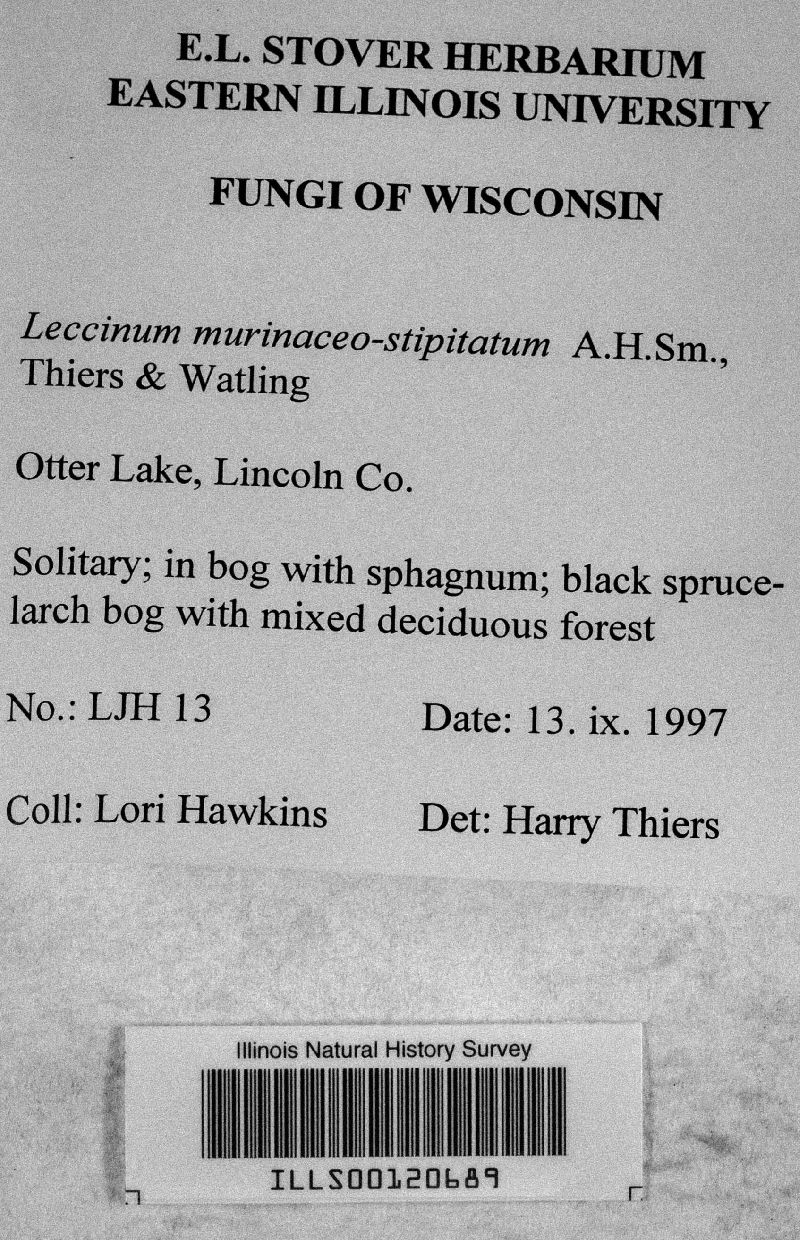 E.L. STOVER HERBARIUM
EASTERN ILLINOIS UNIVERSITY
FUNGI OF WISCONSIN
Leccinum murinaceo-stipitatum A.H.Sm.,
Thiers & Watling
Otter Lake, Lincoln Co.
Solitary; in bog with sphagnum; black spruce-
larch bog with mixed deciduous forest
No.: LJH 13 Date: 13. ix. 1997
Coll: Lori Hawkins Det: Harry Thiers
Illinois Natural History Survey
ILLS00120689